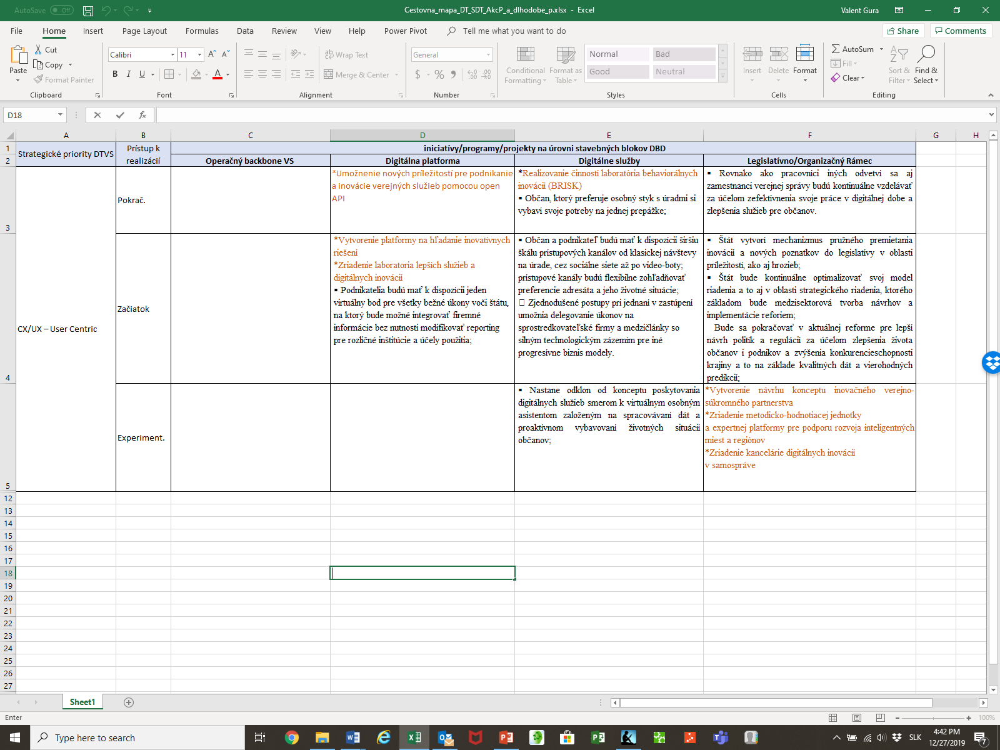 AutoSave Off
Cestovna_mapa_DT_SDT_AkcP_a_dlhodobe_p.xlsx - Excel
Valent Gura
File Home Insert Page Layout Formulas Data Review View Help Power Pivot Tell me what you want to do
Share Comments
Paste
Cut
Copy
Format Painter
Clipboard
Calibri 11
B I U
Font
Wrap Text
Merge & Center
Alignment
General
Number
Conditional Formatting
Format as Table
Normal Bad
Good Neutral
Styles
Insert Delete Format
Cells
AutoSum
Fill
Clear
Sort & Filter
Find & Select
Editing
D18
fx
A B C D E F G H
1
2
3
4
5
12
13
14
15
16
17
18
19
20
21
22
23
24
25
26
27
Strategické priority DTVS
Prístup k
realizácií
iniciatívy/programy/projekty na úrovni stavebných blokov DBD
Operačný backbone VS
Digitálna platforma
Digitálne služby
Legislatívno/Organizačný Rámec
CX/UX – User Centric
Pokrač.
*Umožnenie nových príležitostí pre podnikanie
a inovácie verejných služieb pomocou open
API
*Realizovanie činností laboratória behaviorálnych
inovácií (BRISK)
▪ Občan, ktorý preferuje osobný styk s úradmi si
vybaví svoje potreby na jednej prepážke;
▪ Rovnako ako pracovníci iných odvetví sa aj
zamestnanci verejnej správy budú kontinuálne vzdelávať
za účelom zefektívnenia svoje práce v digitálnej dobe a
zlepšenia služieb pre občanov.
Začiatok
*Vytvorenie platformy na hľadanie inovatívnych
riešení
*Zriadenie laboratoria lepších služieb a
digitálnych inovácií
▪ Podnikatelia budú mať k dispozícii jeden
virtuálny bod pre všetky bežné úkony voči štátu,
na ktorý bude možné integrovať firemné
informácie bez nutnosti modifikovať reporting
pre rozličné inštitúcie a účely použitia;
▪ Občan a podnikateľ budú mať k dispozícii širšiu
škálu prístupových kanálov od klasickej návštevy
na úrade, cez sociálne siete až po video-boty;
prístupové kanály budú flexibilne zohľadňovať
preferencie adresáta a jeho životné situácie;
 Zjednodušené postupy pri jednaní v zastúpení
umožnia delegovanie úkonov na
sprostredkovateľské firmy a medzičlánky so
silným technologickým zázemím pre iné
progresívne biznis modely.
▪ Štát vytvorí mechanizmus pružného premietania
inovácií a nových poznatkov do legislatívy v oblasti
príležitostí, ako aj hrozieb;
▪ Štát bude kontinuálne optimalizovať svoj model
riadenia a to aj v oblasti strategického riadenia, ktorého
základom bude medzisektorová tvorba návrhov a
implementácie reforiem;
Bude sa pokračovať v aktuálnej reforme pre lepší
návrh politík a regulácií za účelom zlepšenia života
občanov i podnikov a zvýšenia konkurencieschopnosti
krajiny a to na základe kvalitných dát a vierohodných
predikcií;
Experiment.
▪ Nastane odklon od konceptu poskytovania
digitálnych služieb smerom k virtuálnym osobným
asistentom založeným na spracovávaní dát a
proaktívnom vybavovaní životných situácií
občanov;
*Vytvorenie návrhu konceptu inovačného verejno-
súkromného partnerstva
*Zriadenie metodicko-hodnotiacej jednotky
a expertnej platformy pre podporu rozvoja inteligentných
miest a regiónov
*Zriadenie kancelárie digitálnych inovácií
v samospráve
Sheet1
Enter
100%
Type here to search
SLK
4:42 PM
12/27/2019
7